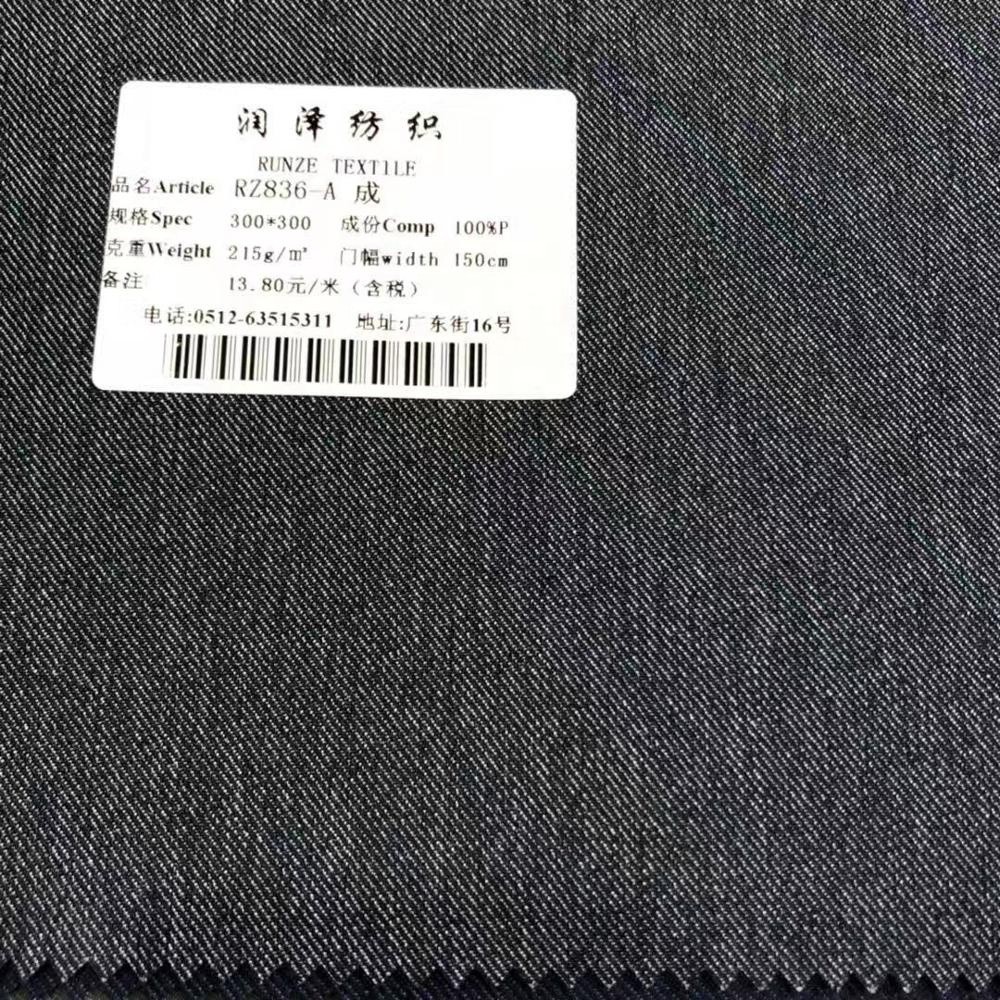 润泽纺织
RUNZE TEXTILE
品名Article RZ836-A 成
规格Spec 300*300 成份Comp 100%P
克重Weight 215g/㎡ 门幅width 150cm
备注 13.80元/米（含税）
电话:0512-63515311 地址:广东街16号